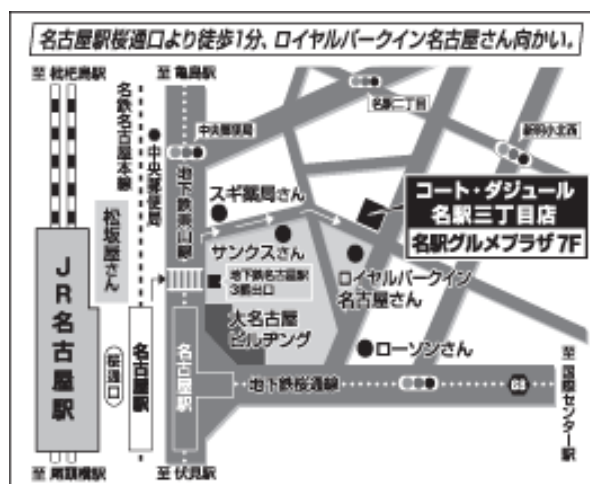 名古屋駅桜通口より徒歩1分、ロイヤルパークイン名古屋さん向かい。
至 枇杷島駅
至 亀島駅
名鉄名古屋本線
中央郵便局
松坂屋さん
地下鉄東山線
中央郵便局
名駅二丁目
新明小北西
スギ薬局さん
コート・ダジュール
名駅三丁目店
名駅グルメプラザ 7F
サンクスさん
地下鉄名古屋駅
3番出口
ロイヤルパークイン
名古屋さん
大名古屋
ビルヂング
ローソンさん
JR名古屋駅
桜通口
名古屋駅
名古屋駅
地下鉄桜通線
68
至 国際センター駅
至 尾頭橋駅
至 伏見駅